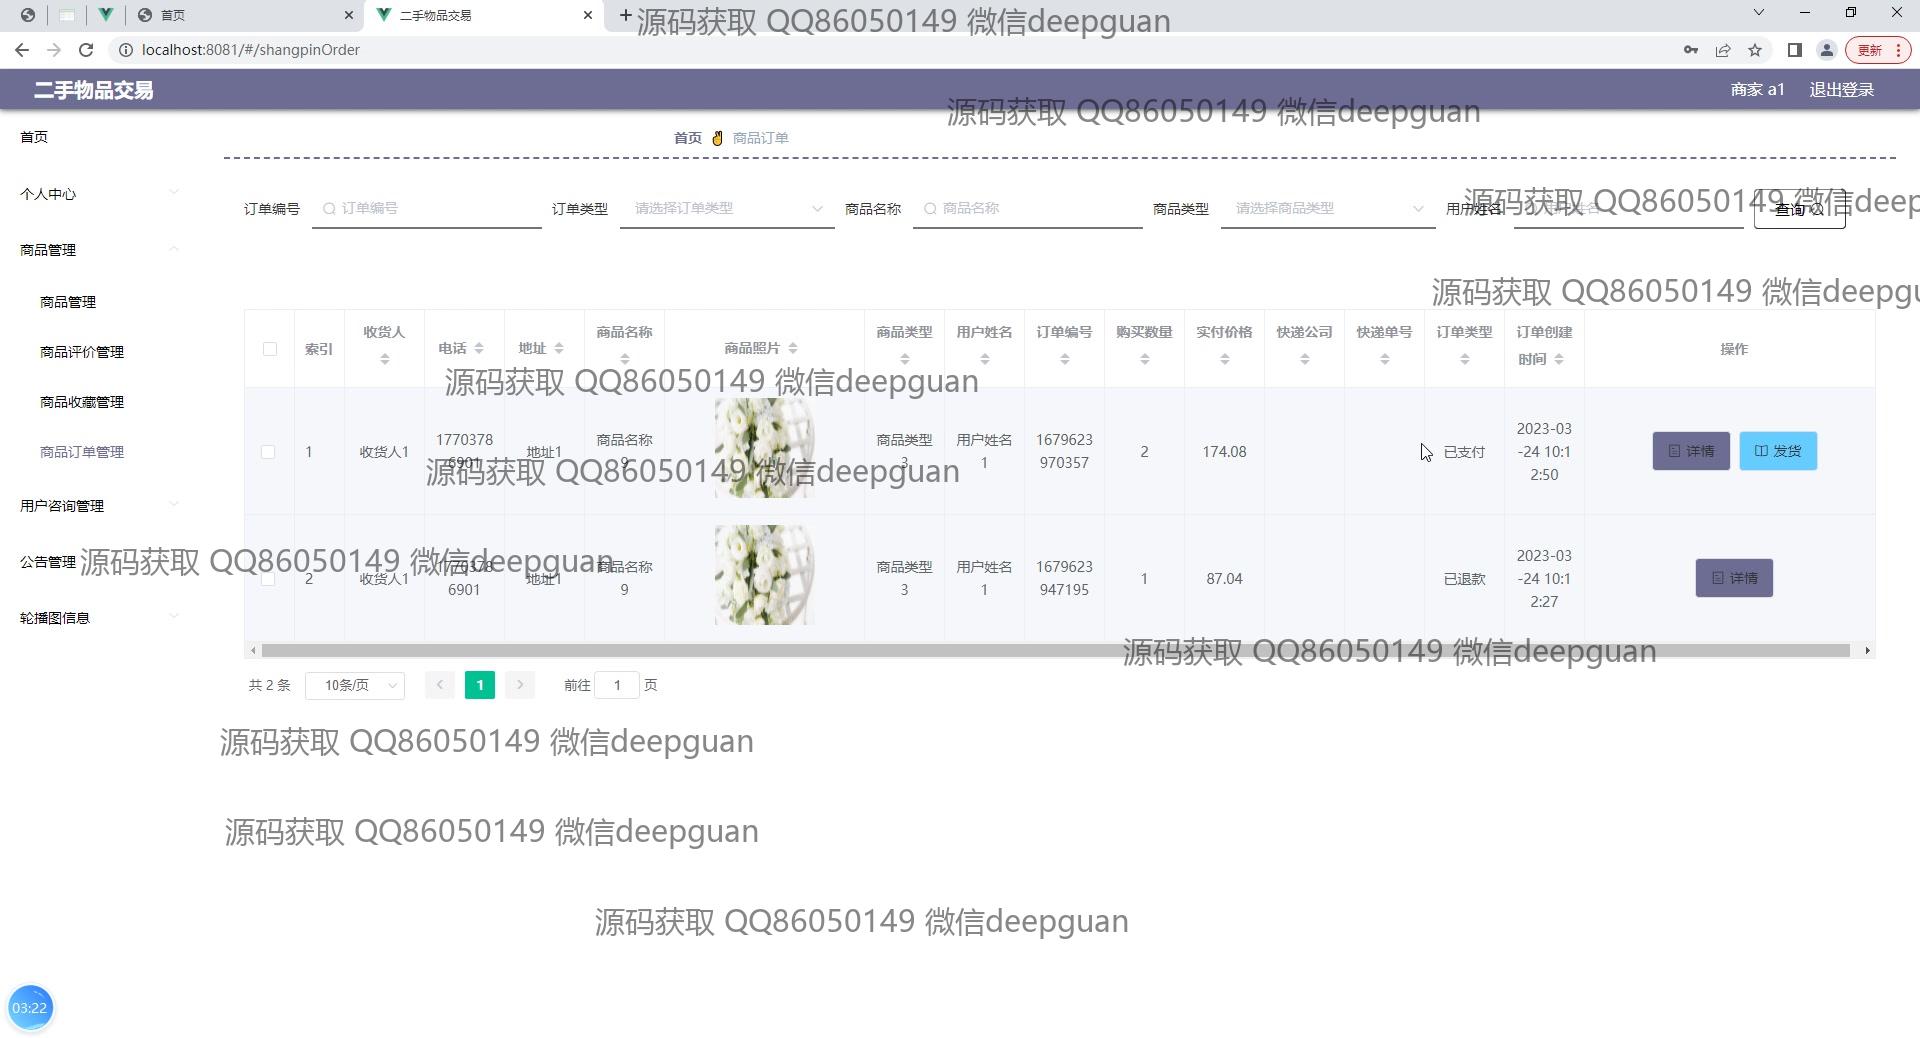 首页
二手物品交易
源码获取 QQ86050149 微信deepguan
localhost:8081/#/shangpinOrder
更新
二手物品交易
商家 a1
退出登录
源码获取 QQ86050149 微信deepguan
首页
首页 商品订单
个人中心
源码获取 QQ86050149 微信deep
订单编号 订单编号 订单类型 请选择订单类型 商品名称 商品名称 商品类型 请选择商品类型 用户姓名 查询
商品管理
商品管理
源码获取 QQ86050149 微信deepgu
商品评价管理
商品收藏管理
商品订单管理
用户咨询管理
公告管理
轮播图信息
索引 收货人 电话 地址 商品名称 商品照片 商品类型 用户姓名 订单编号 购买数量 实付价格 快递公司 快递单号 订单类型 订单创建
时间 操作
源码获取 QQ86050149 微信deepguan
1 收货人1 1770378
6901 地址1 商品名称
9 商品类型
3 用户姓名
1 1679623
970357 2 174.08 已支付 2023-03
-24 10:1
2:50 详情 发货
源码获取 QQ86050149 微信deepguan
源码获取 QQ86050149 微信deepguan
2 收货人1 1770378
6901 地址1 商品名称
9 商品类型
3 用户姓名
1 1679623
947195 1 87.04 已退款 2023-03
-24 10:1
2:27 详情
源码获取 QQ86050149 微信deepguan
共 2 条 10条/页 1 前往 1 页
源码获取 QQ86050149 微信deepguan
源码获取 QQ86050149 微信deepguan
源码获取 QQ86050149 微信deepguan
03:22